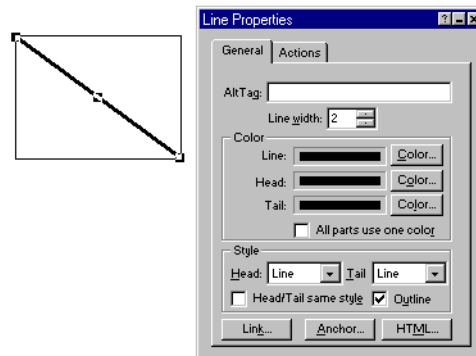 Line Properties
General Actions
AltTag:
Line width: 2
Color
Line: Color...
Head: Color...
Tail: Color...
All parts use one color
Style
Head: Line Tail Line
Head/Tail same style Outline
Link... Anchor... HTML...